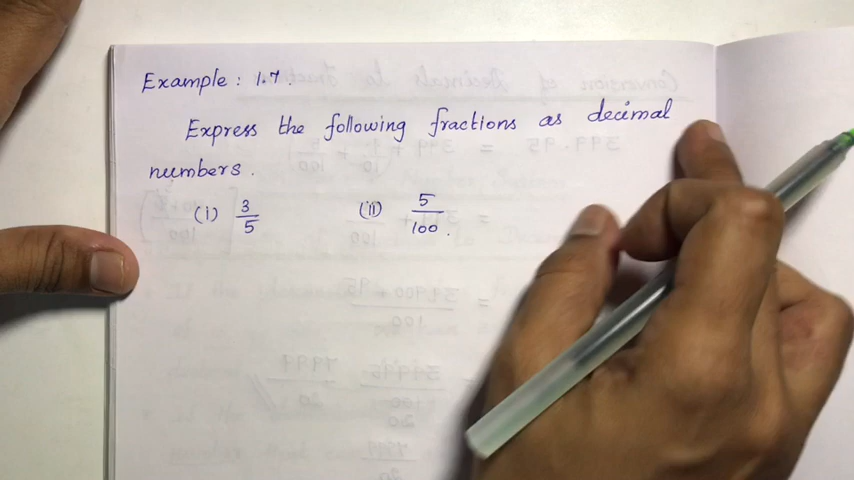 Example: 1.7.
Express the following fractions as decimal
numbers.
(i) 3/5 (ii) 5/100.